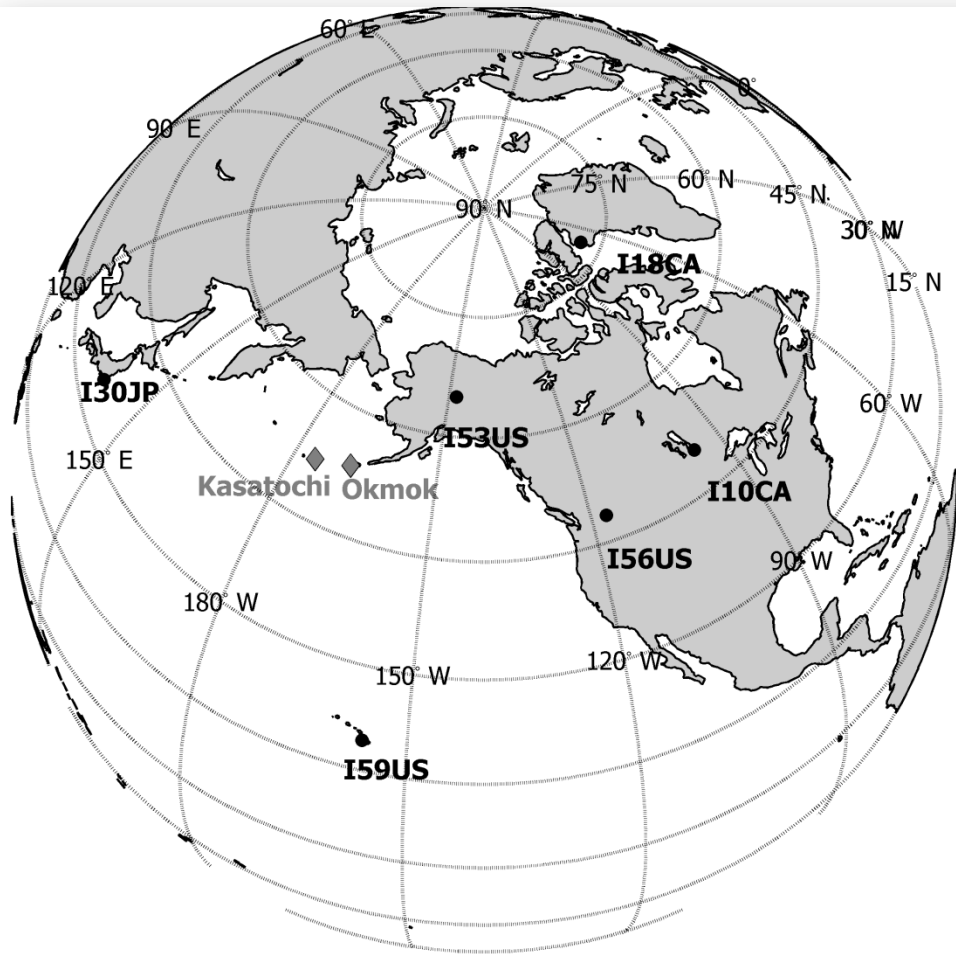 60° E
0°
90° E
75° N
60° N
45° N
90° N
30° W
I18CA
15° N
120° E
I30JP
60° W
I53US
150° E
Kasatochi
Okmok
I10CA
I56US
90° W
180° W
120° W
150° W
I59US